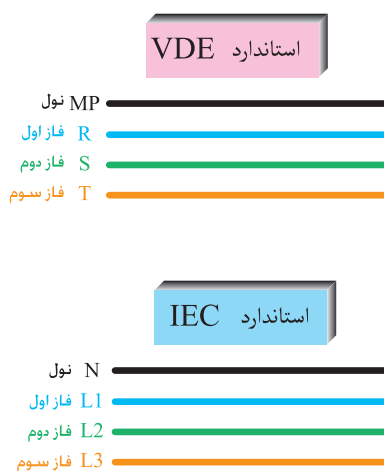 استاندارد VDE
نول MP
فاز اول R
فاز دوم S
فاز سوم T
استاندارد IEC
نول N
فاز اول L1
فاز دوم L2
فاز سوم L3